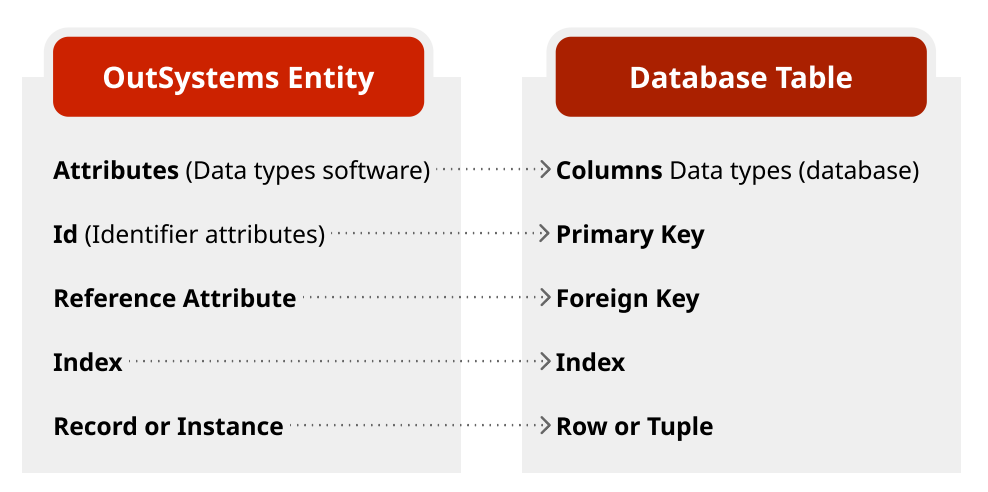 OutSystems Entity
Database Table
Attributes (Data types software)
Columns Data types (database)
Id (Identifier attributes)
Primary Key
Reference Attribute
Foreign Key
Index
Index
Record or Instance
Row or Tuple